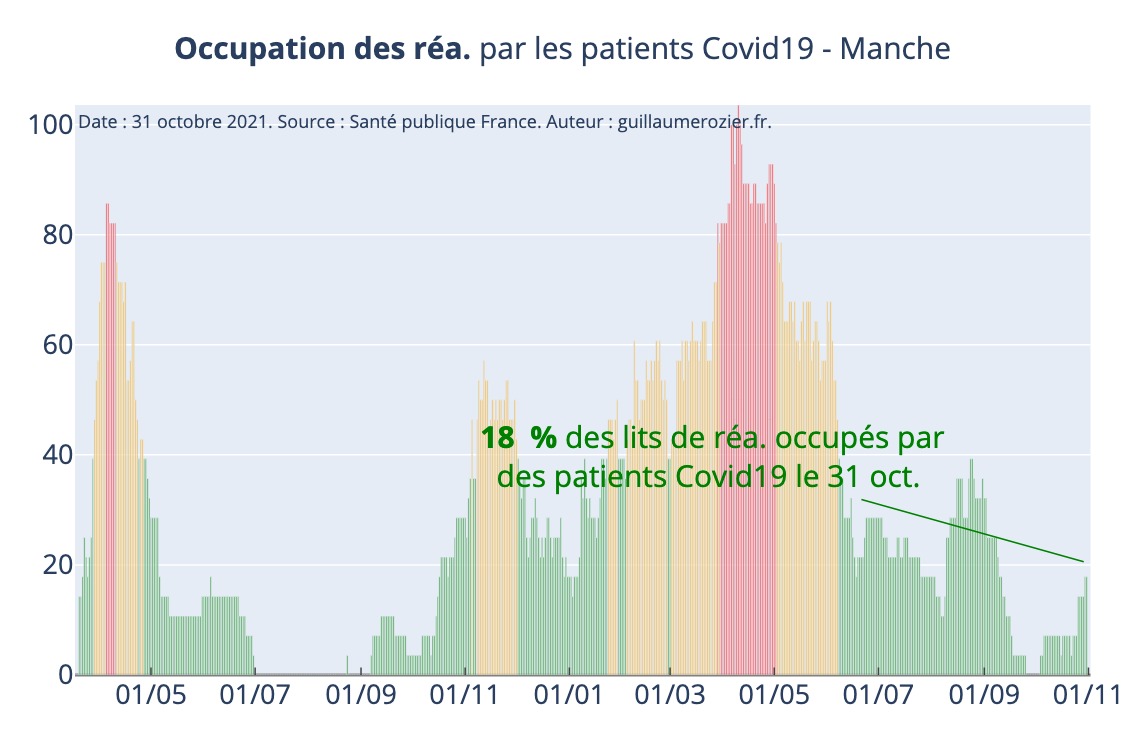 Occupation des réa. par les patients Covid19 - Manche
Date : 31 octobre 2021. Source : Santé publique France. Auteur : guillaumerozier.fr.
100
80
60
40
20
0
18 % des lits de réa. occupés par
des patients Covid19 le 31 oct.
01/05 01/07 01/09 01/11 01/01 01/03 01/05 01/07 01/09 01/11